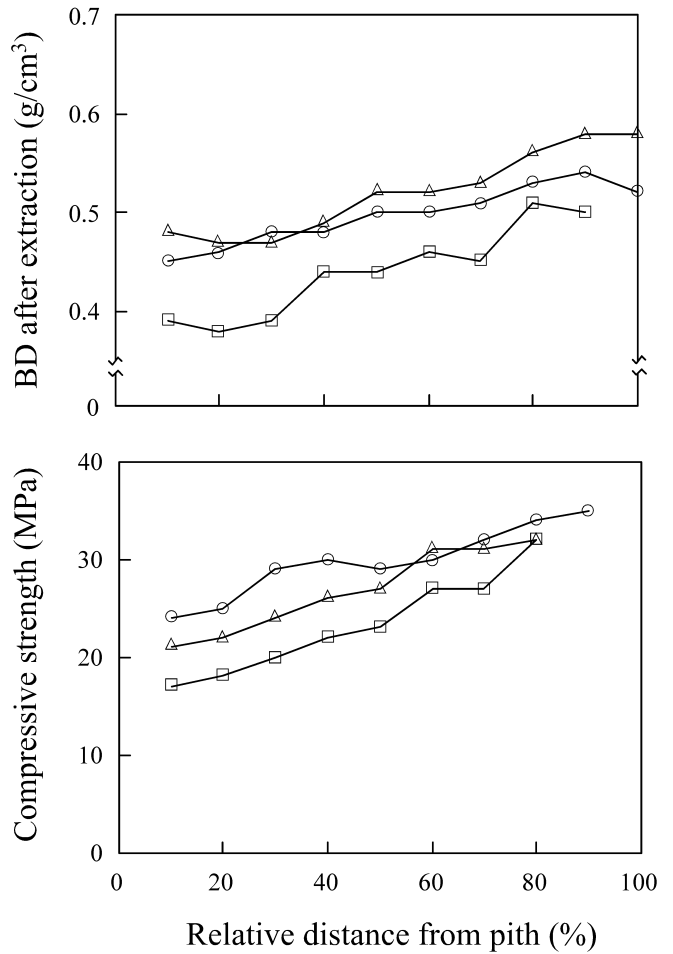 BD after extraction (g/cm³)
0.7
0.6
0.5
0.4
0
Compressive strength (MPa)
40
30
20
10
0
0 20 40 60 80 100
Relative distance from pith (%)